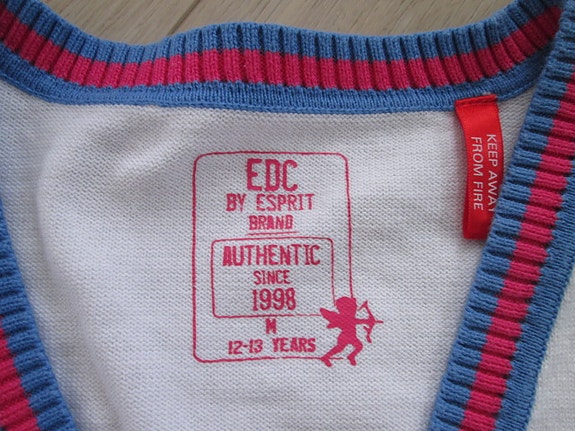 EDC
BY ESPRIT
BRAND
AUTHENTIC
SINCE
1998
M
12-13 YEARS
KEEP AWAY
FROM FIRE